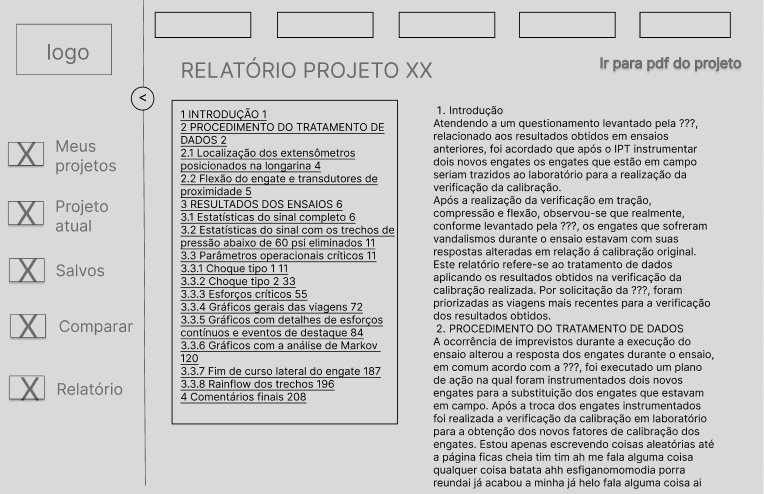 logo
Ir para pdf do projeto
RELATÓRIO PROJETO XX
<
X Meus
projetos
X Projeto
atual
X Salvos
X Comparar
X Relatório
1 INTRODUÇÃO 1
2 PROCEDIMENTO DO TRATAMENTO DE
DADOS 2
2.1 Localização dos extensômetros
posicionados na longarina 4
2.2 Flexão do engate e transdutores de
proximidade 5
3 RESULTADOS DOS ENSAIOS 6
3.1 Estatísticas do sinal completo 6
3.2 Estatísticas do sinal com os trechos de
pressão abaixo de 60 psi eliminados 11
3.3 Parâmetros operacionais críticos 11
3.3.1 Choque tipo 1 11
3.3.2 Choque tipo 2 33
3.3.3 Esforços críticos 55
3.3.4 Gráficos gerais das viagens 72
3.3.5 Gráficos com detalhes de esforços
contínuos e eventos de destaque 84
3.3.6 Gráficos com a análise de Markov
120
3.3.7 Fim de curso lateral do engate 187
3.3.8 Rainflow dos trechos 196
4 Comentários finais 208
1. Introdução
Atendendo a um questionamento levantado pela ???,
relacionado aos resultados obtidos em ensaios
anteriores, foi acordado que após o IPT instrumentar
dois novos engates os engates que estão em campo
seriam trazidos ao laboratório para a realização da
verificação da calibração.
Após a realização da verificação em tração,
compressão e flexão, observou-se que realmente,
conforme levantado pela ???, os engates que sofreram
vandalismos durante o ensaio estavam com suas
respostas alteradas em relação á calibração original.
Este relatório refere-se ao tratamento de dados
aplicando os resultados obtidos na verificação da
calibração realizada. Por solicitação da ???, foram
priorizadas as viagens mais recentes para a verificação
dos resultados obtidos.
2. PROCEDIMENTO DO TRATAMENTO DE DADOS
A ocorrência de imprevistos durante a execução do
ensaio alterou a resposta dos engates durante o ensaio,
em comum acordo com a ???, foi executado um plano
de ação na qual foram instrumentados dois novos
engates para a substituição dos engates que estavam
em campo. Após a troca dos engates instrumentados
foi realizada a verificação da calibração em laboratório
para a obtenção dos novos fatores de calibração dos
engates. Estou apenas escrevendo coisas aleatórias até
a página ficas cheia tim tim ah me fala alguma coisa
qualquer coisa batata ahh esfiganomomodia porra
reundai já acabou a minha já helo fala alguma coisa ai